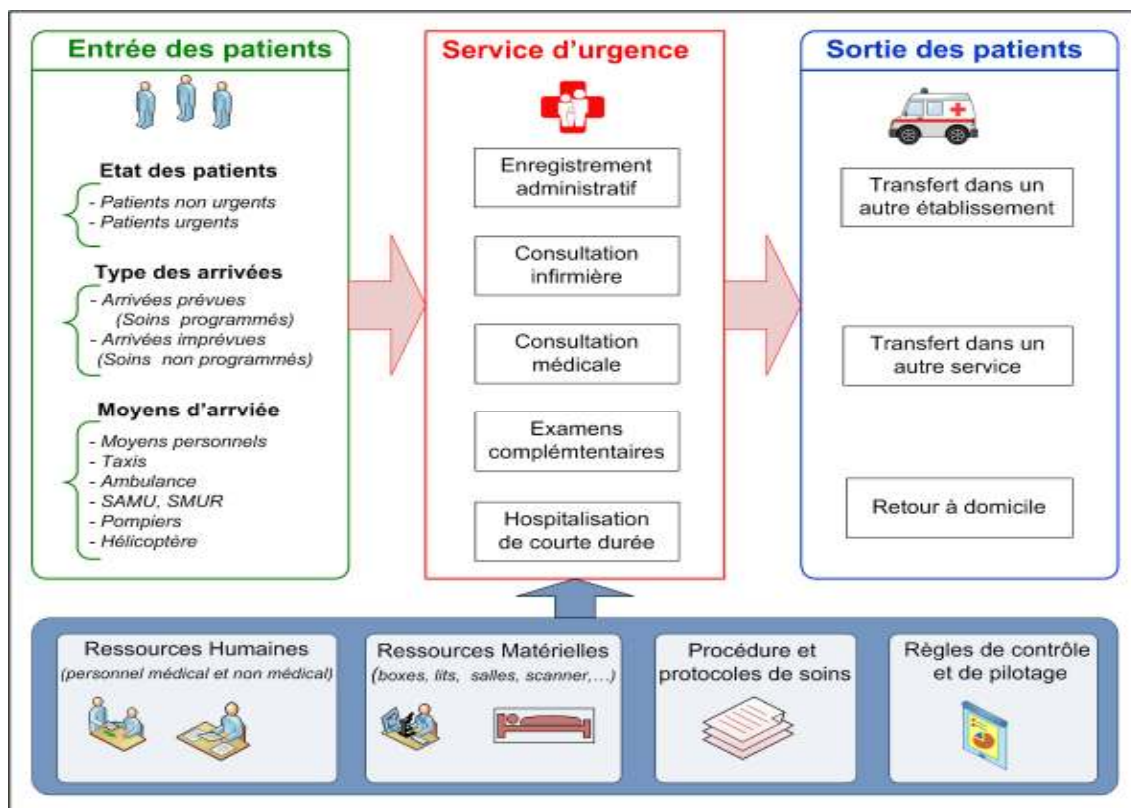 Entrée des patients
Etat des patients
- Patients non urgents
- Patients urgents
Type des arrivées
- Arrivées prévues
(Soins programmés)
- Arrivées imprévues
(Soins non programmés)
Moyens d'arrviée
- Moyens personnels
- Taxis
- Ambulance
- SAMU, SMUR
- Pompiers
- Hélicoptère
Service d'urgence
Enregistrement
administratif
Consultation
infirmière
Consultation
médicale
Examens
complémtentaires
Hospitalisation
de courte durée
Sortie des patients
Transfert dans un
autre établissement
Transfert dans un
autre service
Retour à domicile
Ressources Humaines
(personnel médical et non médical)
Ressources Matérielles
(boxes, lits, salles, scanner,...)
Procédure et
protocoles de soins
Règles de contrôle
et de pilotage